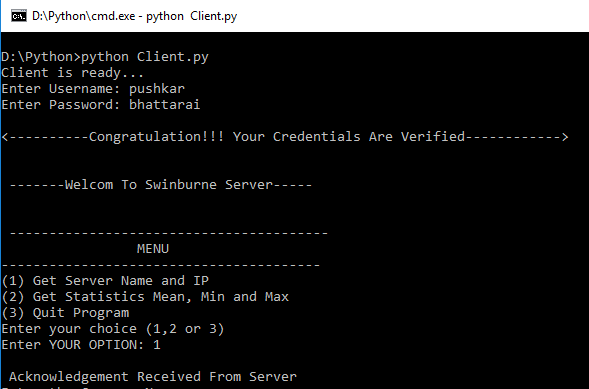 D:\Python\cmd.exe - python Client.py
D:\Python>python Client.py
Client is ready...
Enter Username: pushkar
Enter Password: bhattarai
<----------Congratulation!!! Your Credentials Are Verified------------>
-------Welcom To Swinburne Server-----
----------------------------------------
MENU
----------------------------------------
(1) Get Server Name and IP
(2) Get Statistics Mean, Min and Max
(3) Quit Program
Enter your choice (1,2 or 3)
Enter YOUR OPTION: 1
Acknowledgement Received From Server